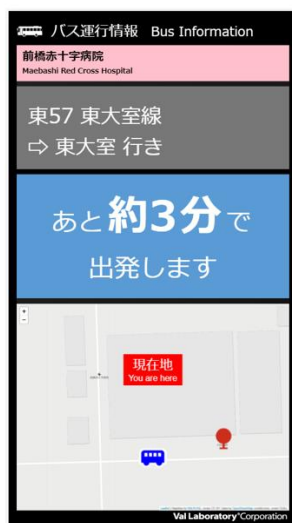 バス運行情報 Bus Information
前橋赤十字病院
Maebashi Red Cross Hospital
東57 東大室線
⇨ 東大室 行き
あと約3分で
出発します
現在地
You are here
Val Laboratory Corporation